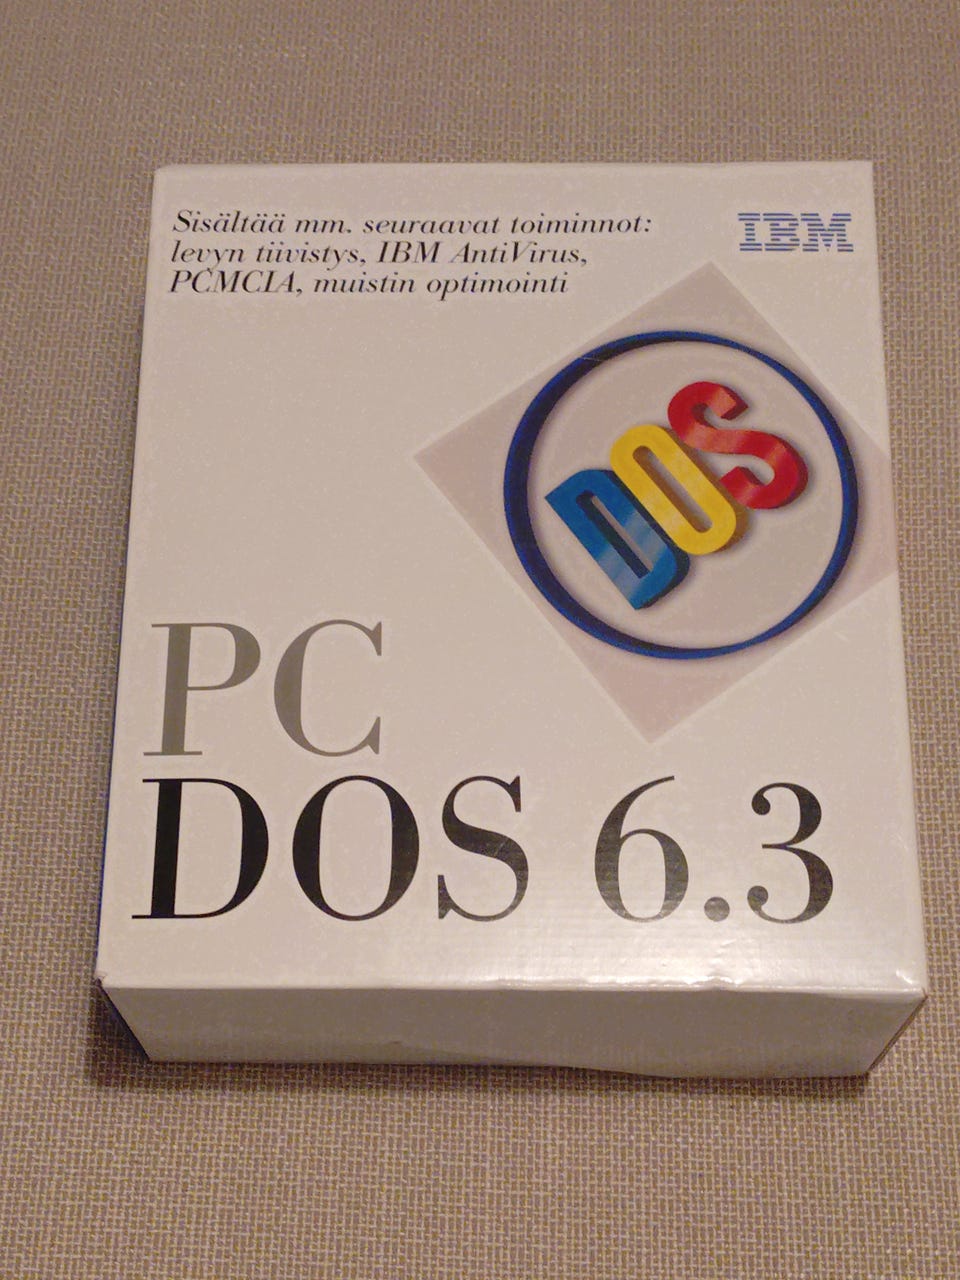 Sisältää mm. seuraavat toiminnot:
levyn tiivistys, IBM AntiVirus,
PCMCIA, muistin optimointi
IBM
DOS
PC
DOS 6.3